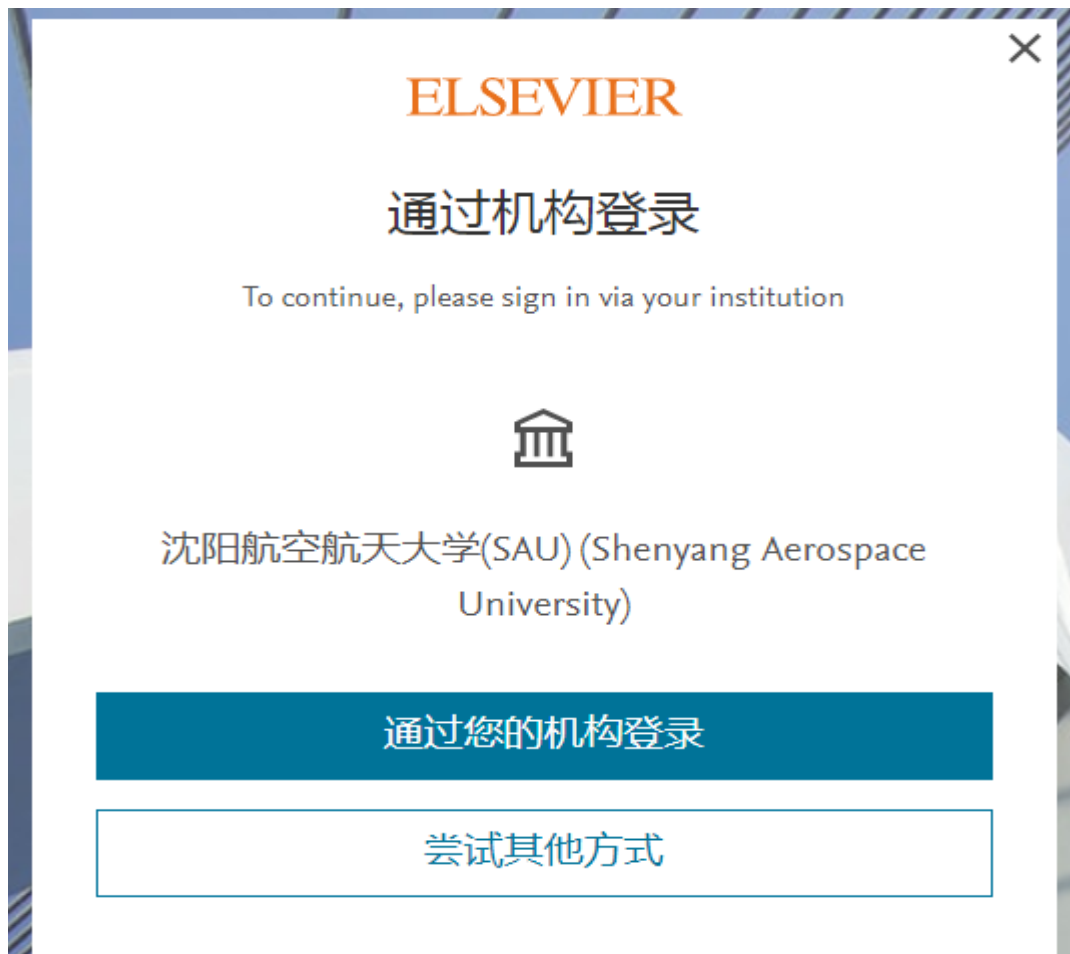 ELSEVIER
通过机构登录
To continue, please sign in via your institution
沈阳航空航天大学(SAU) (Shenyang Aerospace
University)
通过您的机构登录
尝试其他方式